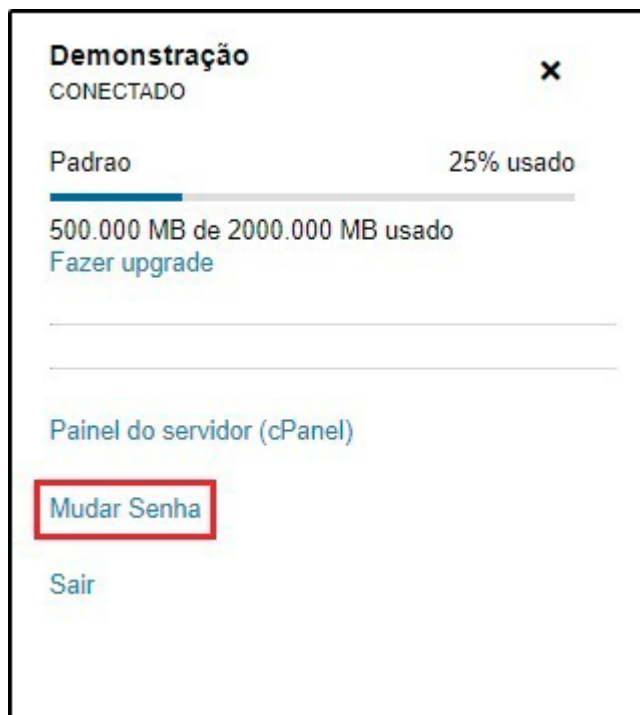 Demonstração
CONECTADO
Padrao 25% usado
500.000 MB de 2000.000 MB usado
Fazer upgrade
Painel do servidor (cPanel)
Mudar Senha
Sair